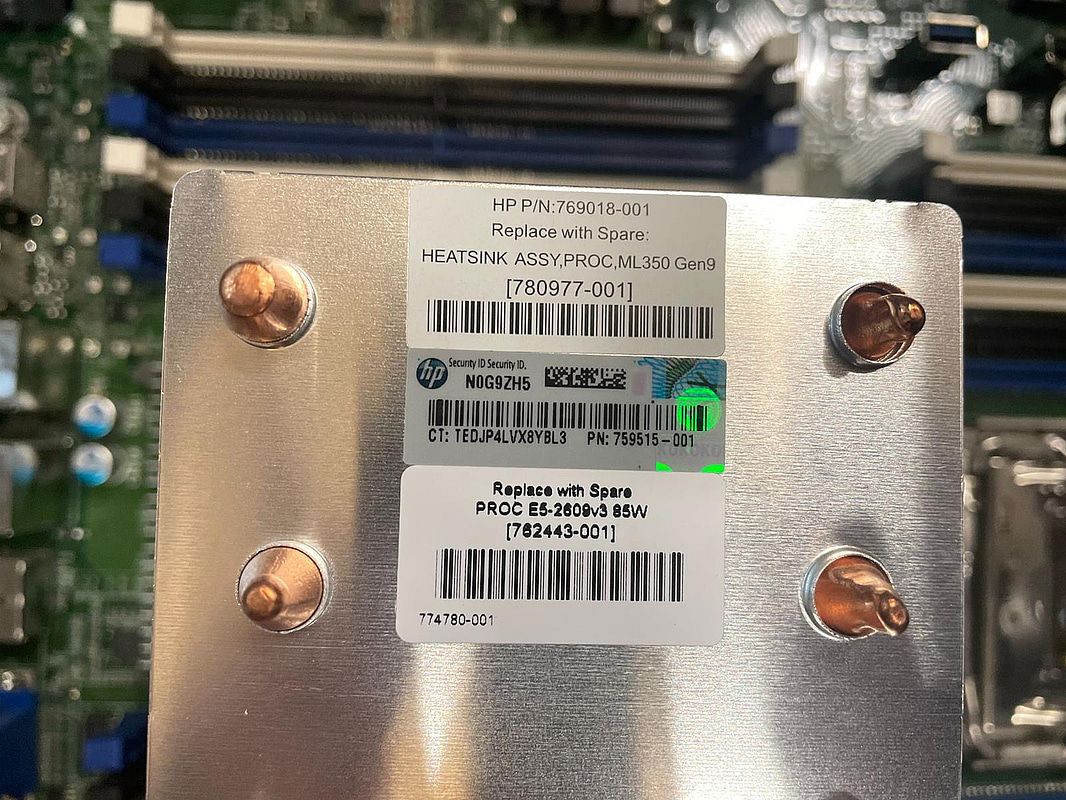 HP P/N:769018-001
Replace with Spare:
HEATSINK ASSY,PROC,ML350 Gen9
[780977-001]
hp Security ID Security ID.
N0G9ZH5
CT: TEDJP4LVX8YBL3 PN: 759515-001
Replace with Spare
PROC E5-2609v3 85W
[762443-001]
774780-001